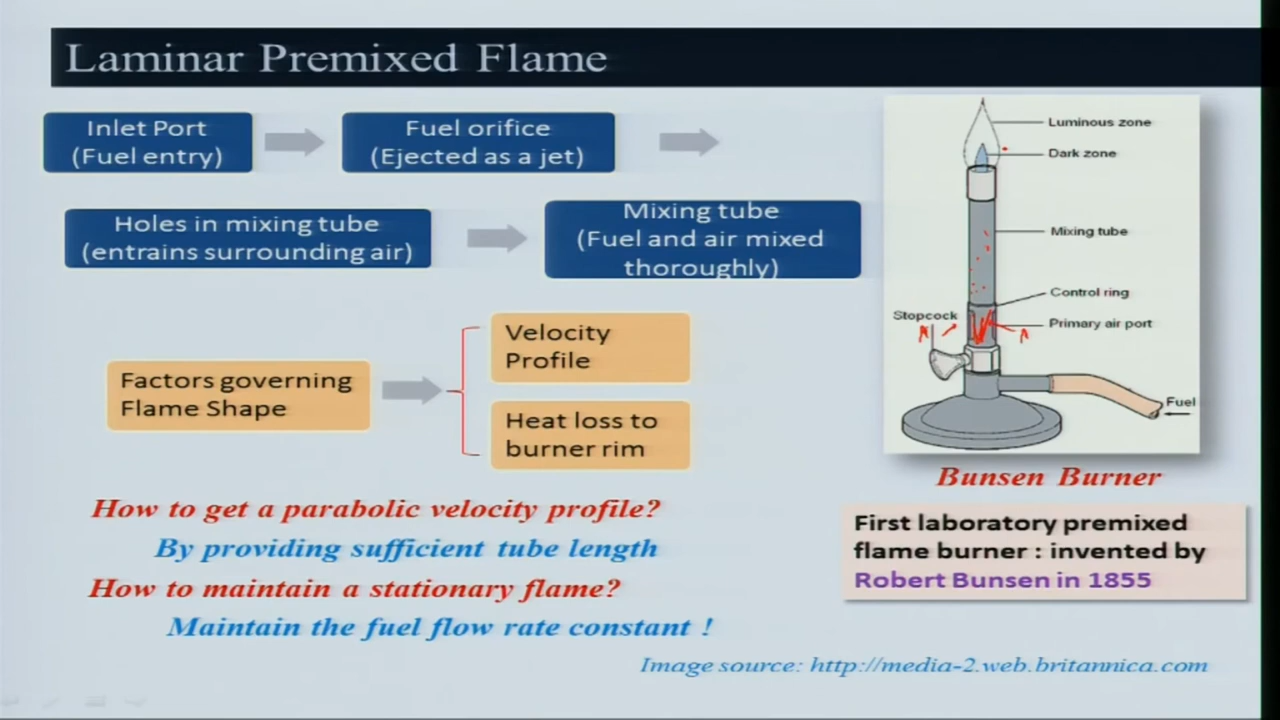 Laminar Premixed Flame
Inlet Port
(Fuel entry)
Fuel orifice
(Ejected as a jet)
Holes in mixing tube
(entrains surrounding air)
Mixing tube
(Fuel and air mixed
thoroughly)
Factors governing
Flame Shape
Velocity
Profile
Heat loss to
burner rim
How to get a parabolic velocity profile?
By providing sufficient tube length
How to maintain a stationary flame?
Maintain the fuel flow rate constant !
Luminous zone
Dark zone
Mixing tube
Control ring
Stopcock
Primary air port
Fuel
Bunsen Burner
First laboratory premixed
flame burner : invented by
Robert Bunsen in 1855
Image source: http://media-2.web.britannica.com